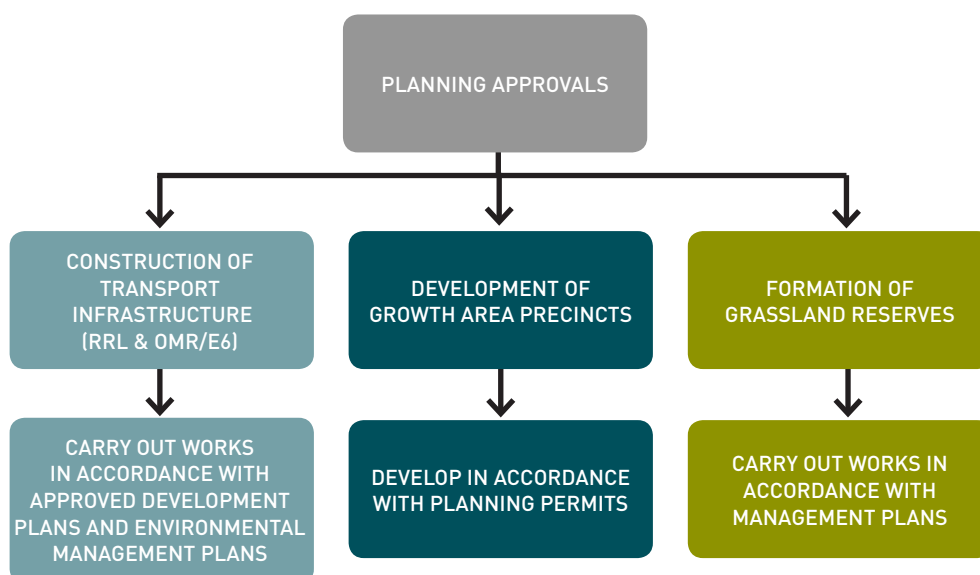 PLANNING APPROVALS
CONSTRUCTION OF
TRANSPORT
INFRASTRUCTURE
(RRL & OMR/E6)
DEVELOPMENT OF
GROWTH AREA PRECINCTS
FORMATION OF
GRASSLAND RESERVES
CARRY OUT WORKS
IN ACCORDANCE WITH
APPROVED DEVELOPMENT
PLANS AND ENVIRONMENTAL
MANAGEMENT PLANS
DEVELOP IN ACCORDANCE
WITH PLANNING PERMITS
CARRY OUT WORKS IN
ACCORDANCE WITH
MANAGEMENT PLANS